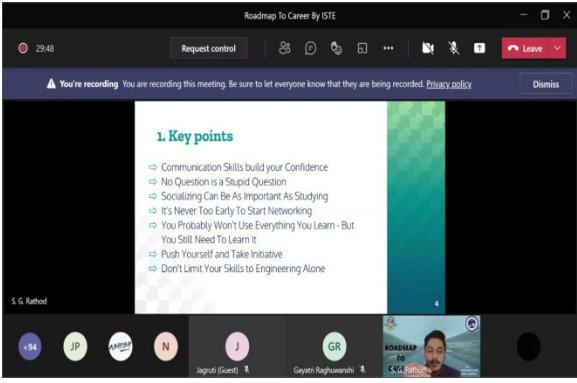 Roadmap To Career By ISTE
29:48
Request control
Leave
You're recording You are recording this meeting. Be sure to let everyone know that they are being recorded. Privacy policy
Dismiss
1. Key points
⇨ Communication Skills build your Confidence
⇨ No Question is a Stupid Question
⇨ Socializing Can Be As Important As Studying
⇨ It's Never Too Early To Start Networking
⇨ You Probably Won't Use Everything You Learn - But
You Still Need To Learn It
⇨ Push Yourself and Take Initiative
⇨ Don't Limit Your Skills to Engineering Alone
S. G. Rathod
4
+94
JP
N
J
GR
Jagruti (Guest)
Gayatri Raghuwanshi
ROADMAP
TO
Rathod